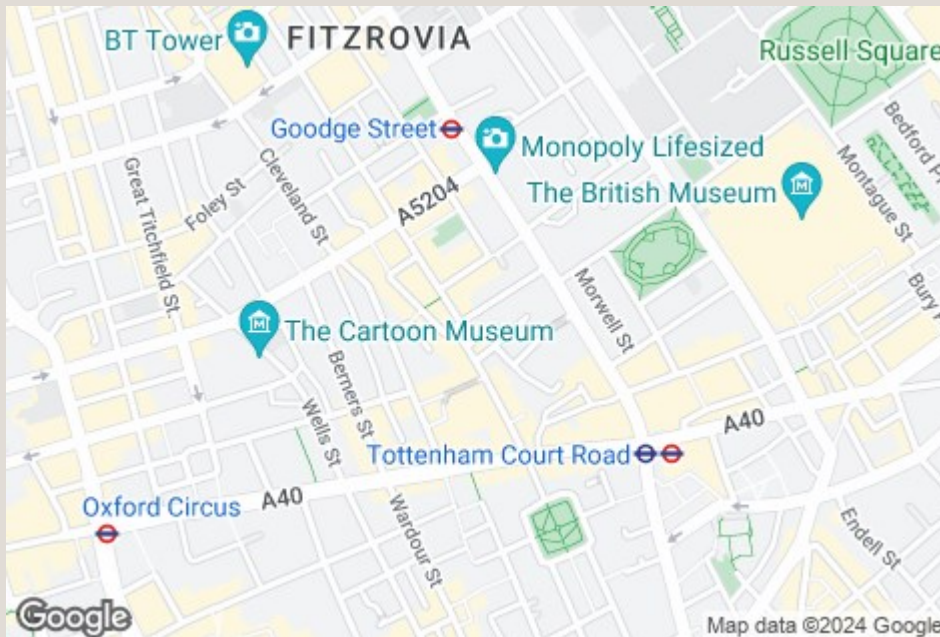 BT Tower
FITZROVIA
Russell Square
Goodge Street
Monopoly Lifesized
The British Museum
Bedford
Montague St
Great Titchfield St.
Foley St
Cleveland St
A5204
Morwell St
Bury
The Cartoon Museum
Berners St
Wells St
A40
Tottenham Court Road
Oxford Circus
A40
Wardour St
Endell St
Google
Map data ©2024 Google